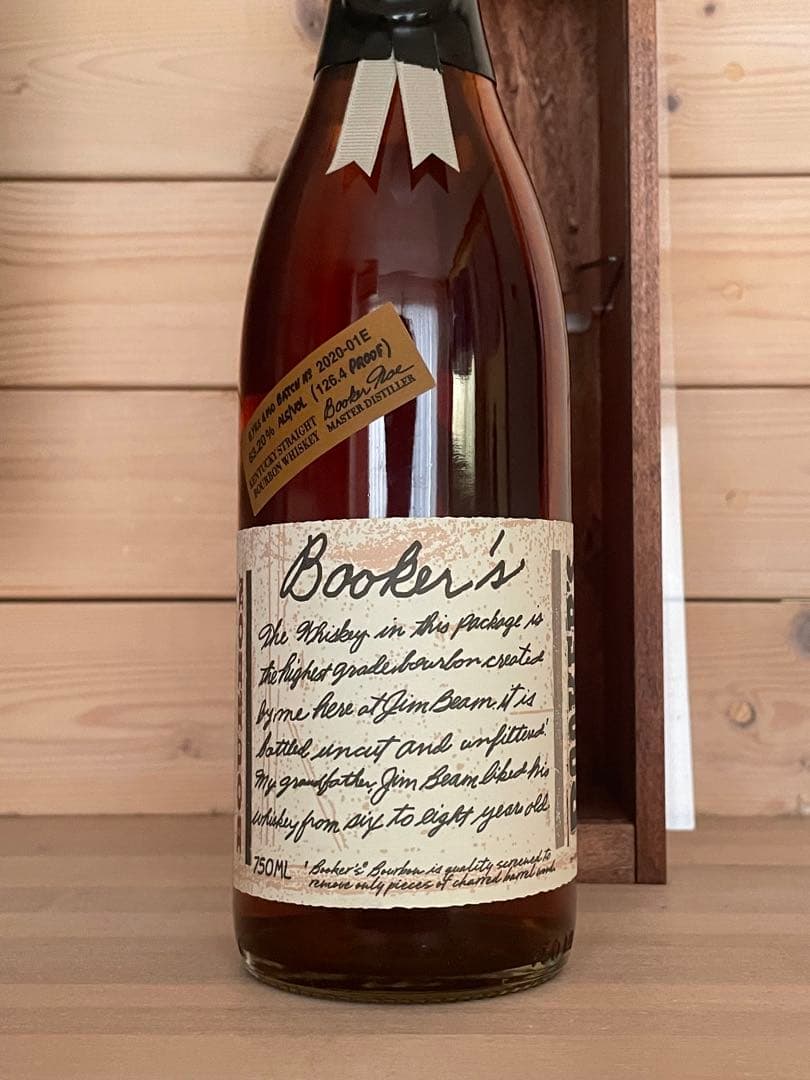 6 YRS 4 MO BATCH Nº 2020-01E
63.20% ALC/VOL (126.4 PROOF)
KENTUCKY STRAIGHT Booker Noe
BOURBON WHISKEY MASTER DISTILLER
Booker's
The Whiskey in this package is
the highest grade bourbon created
by me here at Jim Beam, it is
bottled uncut and unfiltered.'
My grandfather, Jim Beam liked his
whiskey from six to eight years old
750ML ' Booker's® Bourbon is quality screened to
remove only pieces of charred barrel wood.
BOOKER'S